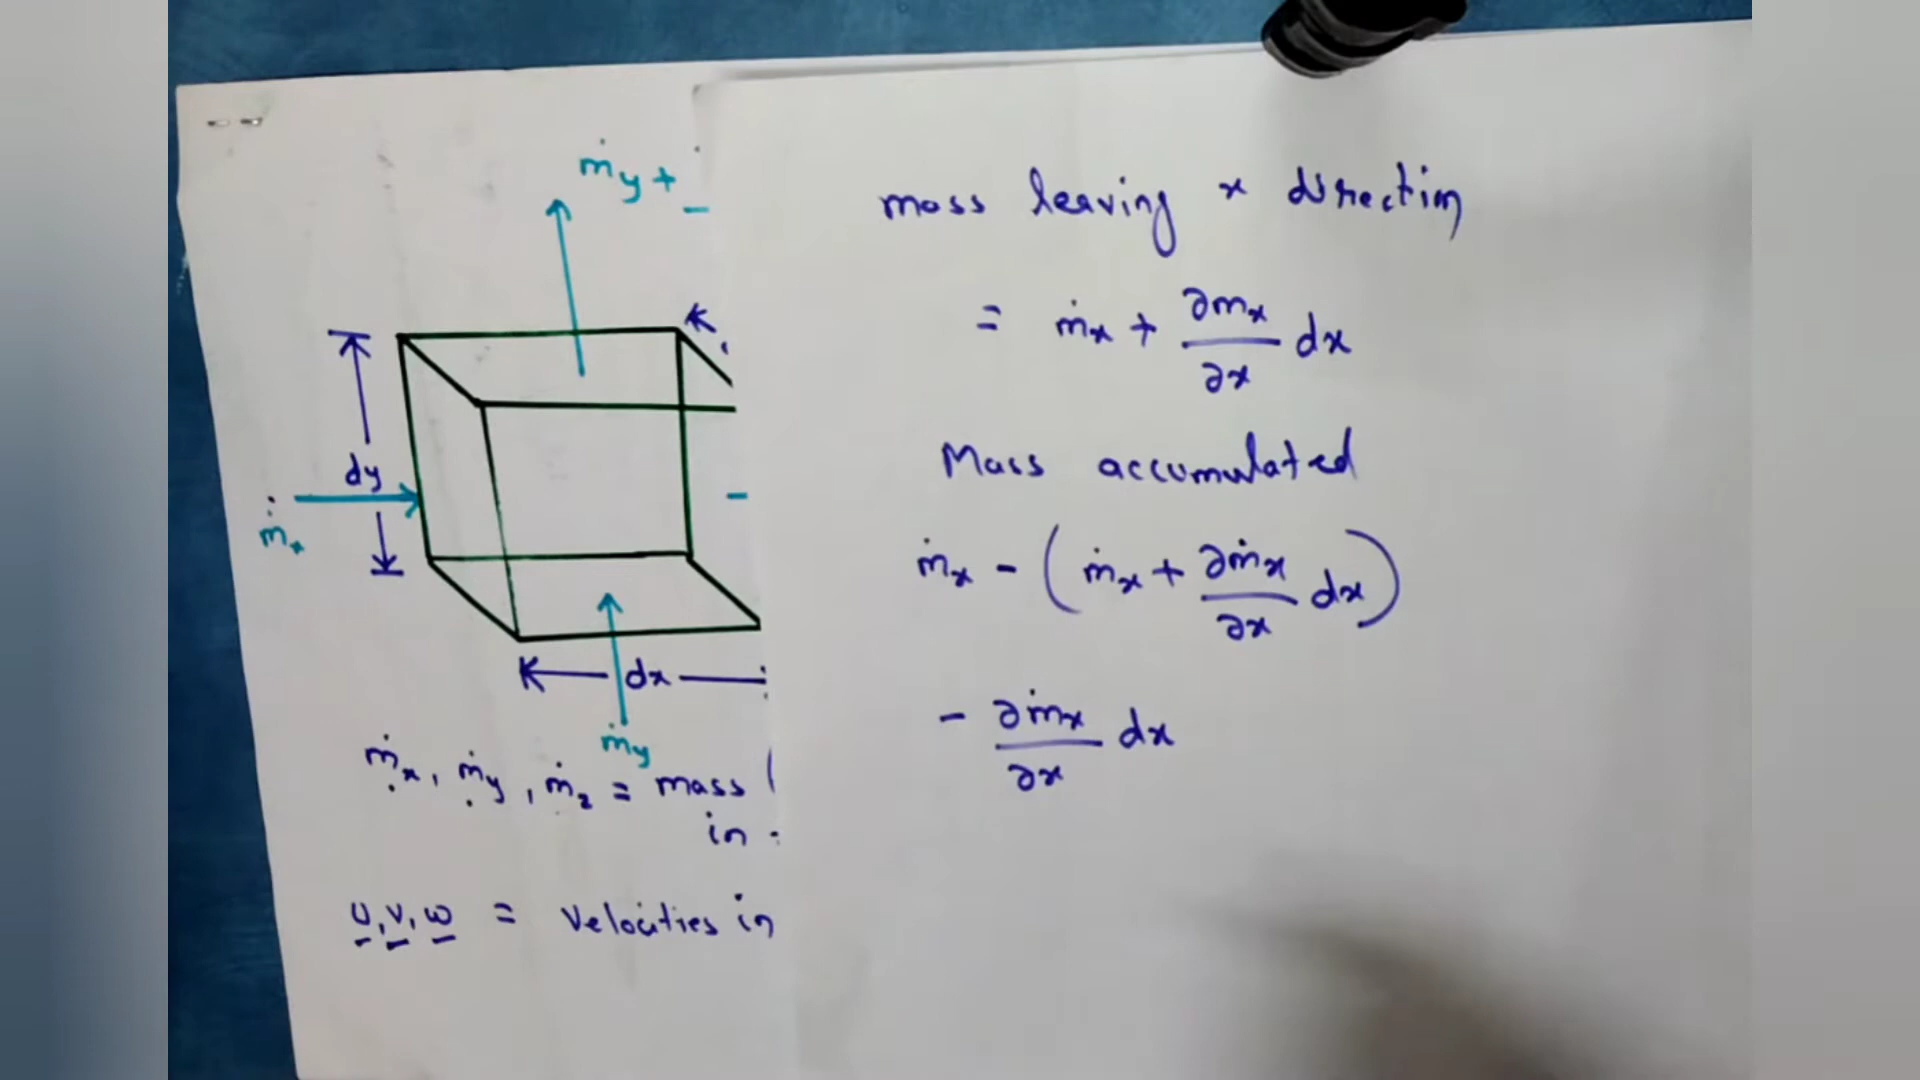 ṁy +
dy
ṁx
dx
ṁy
ṁx, ṁy, ṁz = mass
in
u, v, w = velocities in
mass leaving x direction
= ṁx + ∂mx/∂x dx
Mass accumulated
ṁx - (ṁx + ∂ṁx/∂x dx)
- ∂ṁx/∂x dx